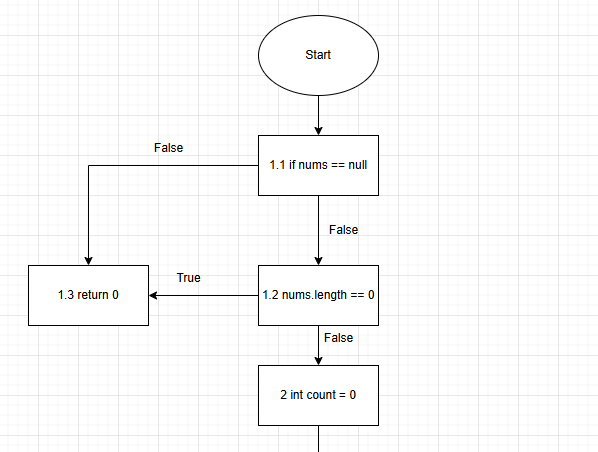 Start
False
1.1 if nums == null
False
True
1.3 return 0
1.2 nums.length == 0
False
2 int count = 0